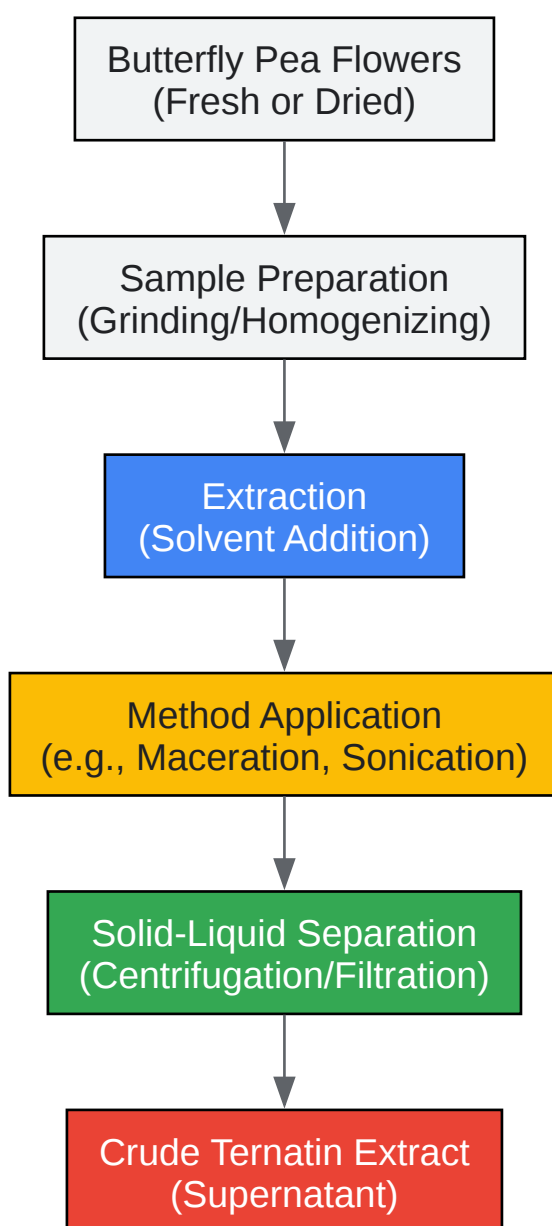 Butterfly Pea Flowers
(Fresh or Dried)
Sample Preparation
(Grinding/Homogenizing)
Extraction
(Solvent Addition)
Method Application
(e.g., Maceration, Sonication)
Solid-Liquid Separation
(Centrifugation/Filtration)
Crude Ternatin Extract
(Supernatant)